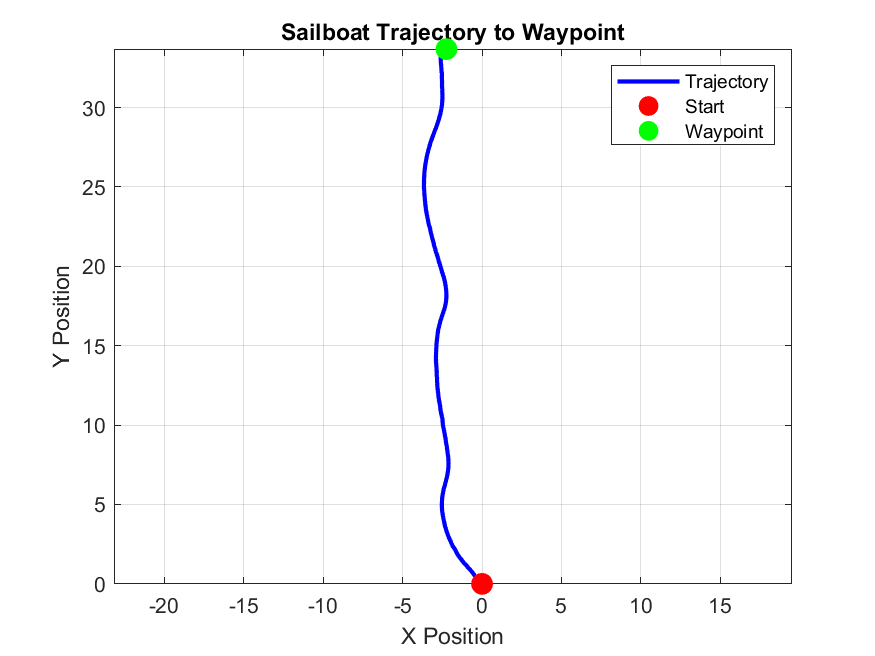 Sailboat Trajectory to Waypoint
Trajectory
Start
Waypoint
30
25
20
15
10
5
0
Y Position
-20 -15 -10 -5 0 5 10 15
X Position